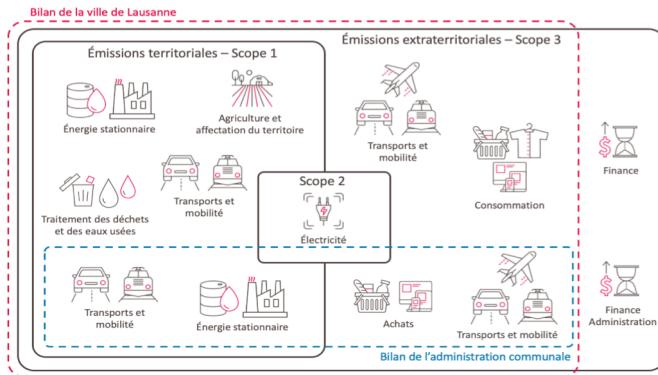 Bilan de la ville de Lausanne
Émissions territoriales – Scope 1
Émissions extraterritoriales – Scope 3
Énergie stationnaire
Agriculture et
affectation du territoire
Transports et
mobilité
Consommation
$
Finance
Traitement des déchets
et des eaux usées
Transports et
mobilité
Scope 2
Électricité
Transports et
mobilité
Énergie stationnaire
Achats
Transports et mobilité
$
Finance
Administration
Bilan de l'administration communale